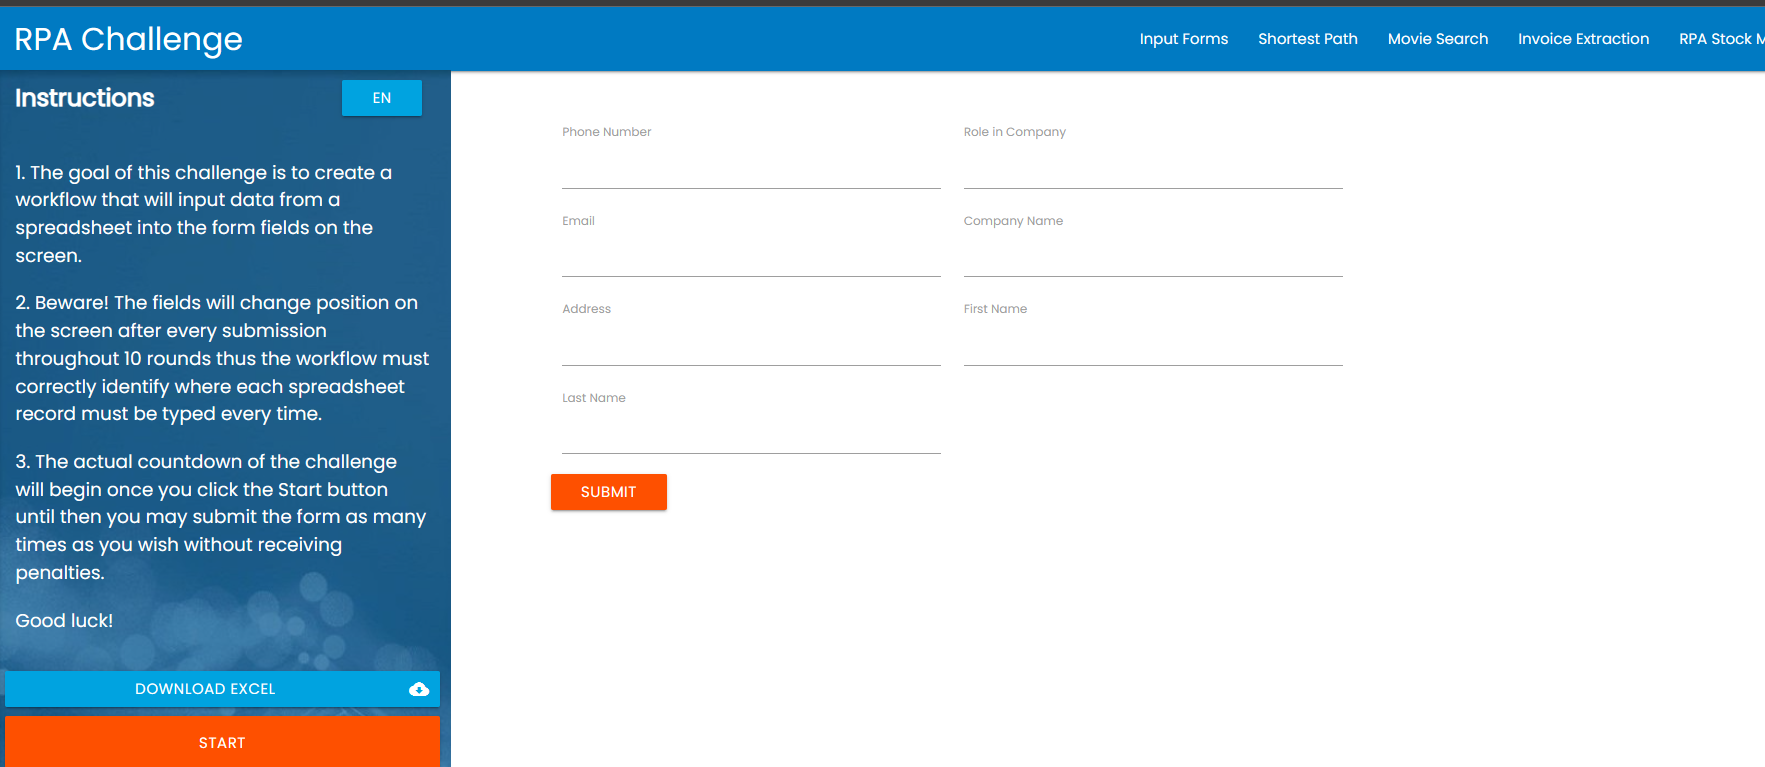 RPA Challenge
Input Forms
Shortest Path
Movie Search
Invoice Extraction
RPA Stock M
Instructions
EN
1. The goal of this challenge is to create a
workflow that will input data from a
spreadsheet into the form fields on the
screen.
2. Beware! The fields will change position on
the screen after every submission
throughout 10 rounds thus the workflow must
correctly identify where each spreadsheet
record must be typed every time.
3. The actual countdown of the challenge
will begin once you click the Start button
until then you may submit the form as many
times as you wish without receiving
penalties.
Good luck!
DOWNLOAD EXCEL
START
Phone Number
Role in Company
Email
Company Name
Address
First Name
Last Name
SUBMIT